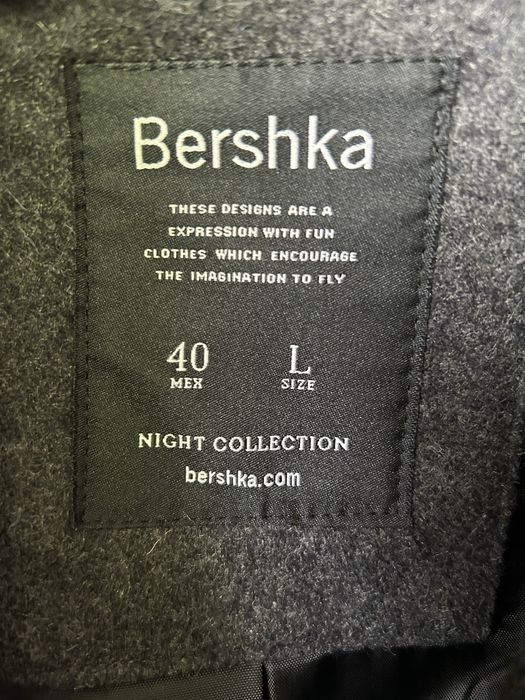 Bershka
THESE DESIGNS ARE A
EXPRESSION WITH FUN
CLOTHES WHICH ENCOURAGE
THE IMAGINATION TO FLY
40 L
MEX SIZE
NIGHT COLLECTION
bershka.com